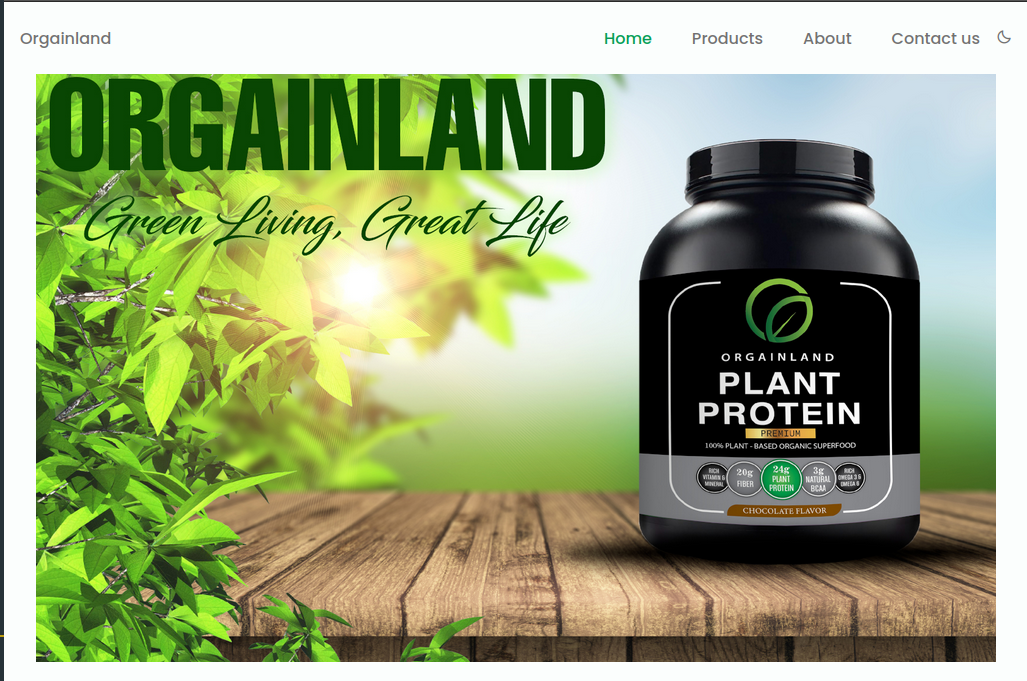 Orgainland Home Products About Contact us
ORGAINLAND
Green Living, Great Life
ORGAINLAND
PLANT
PROTEIN
PREMIUM
100% PLANT - BASED ORGANIC SUPERFOOD
RICH
VITAMIN &
MINERAL
20g
FIBER
24g
PLANT
PROTEIN
3g
NATURAL
BCAA
RICH
OMEGA 3 &
OMEGA 6
CHOCOLATE FLAVOR